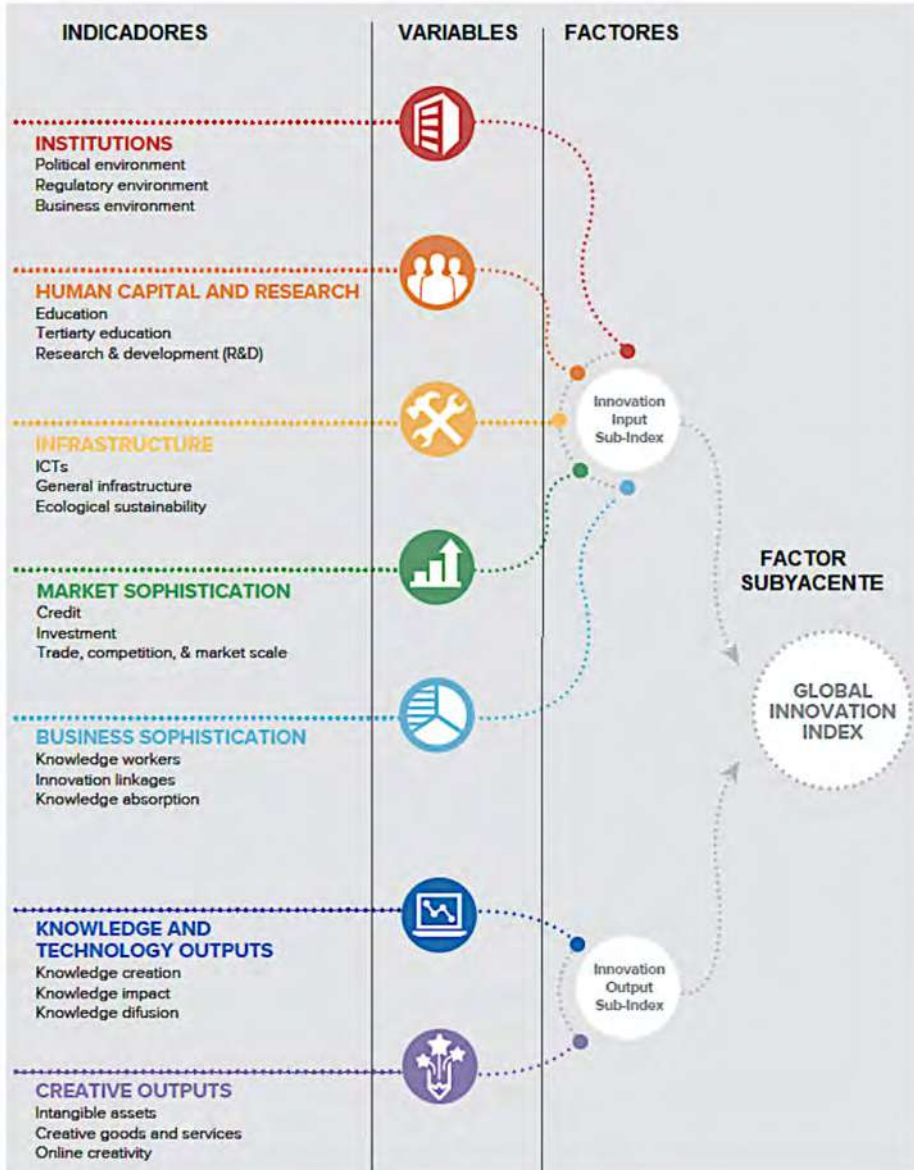 INDICADORES
VARIABLES
FACTORES
INSTITUTIONS
Political environment
Regulatory environment
Business environment
HUMAN CAPITAL AND RESEARCH
Education
Tertiarty education
Research & development (R&D)
INFRASTRUCTURE
ICTs
General infrastructure
Ecological sustainability
MARKET SOPHISTICATION
Credit
Investment
Trade, competition, & market scale
BUSINESS SOPHISTICATION
Knowledge workers
Innovation linkages
Knowledge absorption
KNOWLEDGE AND
TECHNOLOGY OUTPUTS
Knowledge creation
Knowledge impact
Knowledge difusion
CREATIVE OUTPUTS
Intangible assets
Creative goods and services
Online creativity
Innovation
Input
Sub-Index
Innovation
Output
Sub-Index
FACTOR
SUBYACENTE
GLOBAL
INNOVATION
INDEX